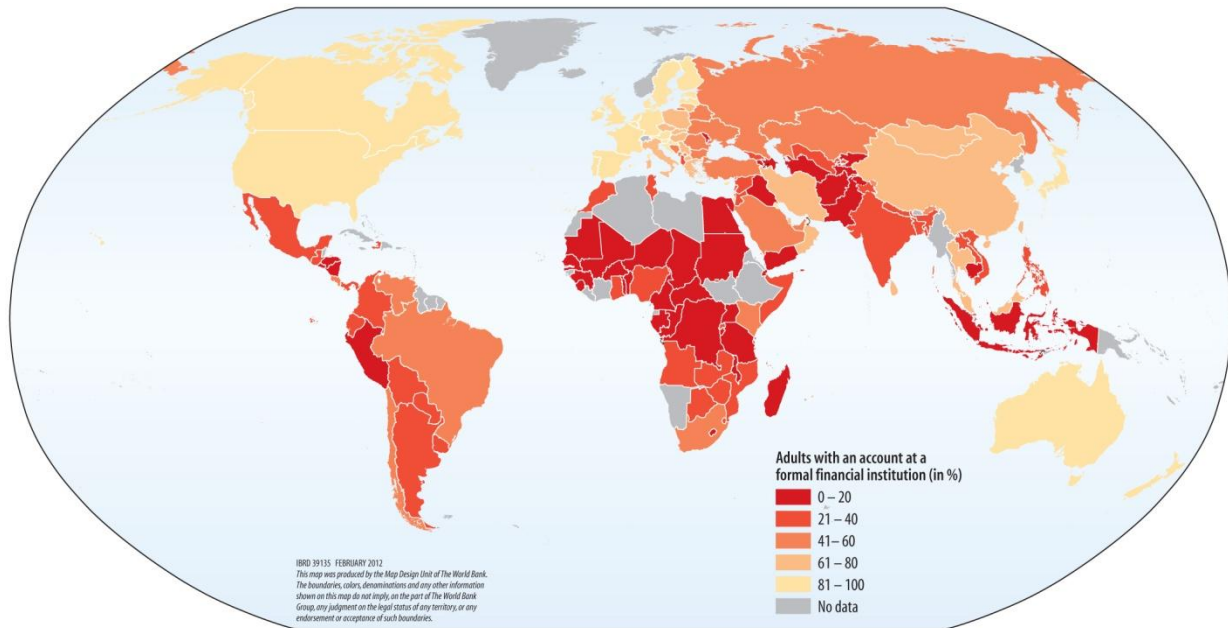 Adults with an account at a
formal financial institution (in %)
0 – 20
21 – 40
41 – 60
61 – 80
81 – 100
No data
IBRD 39135 FEBRUARY 2012
This map was produced by the Map Design Unit of The World Bank.
The boundaries, colors, denominations and any other information
shown on this map do not imply, on the part of The World Bank
Group, any judgment on the legal status of any territory, or any
endorsement or acceptance of such boundaries.